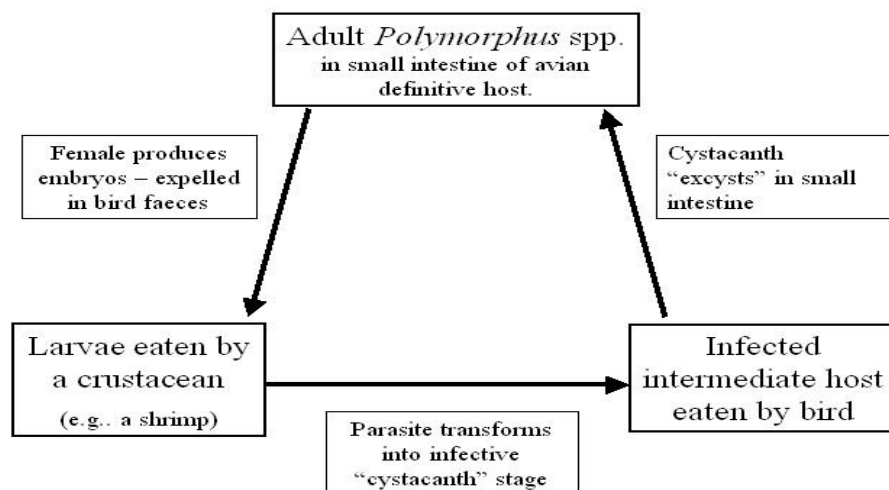 Adult Polymorphus spp.
in small intestine of avian
definitive host.
Female produces
embryos – expelled
in bird faeces
Cystacanth
“excysts” in small
intestine
Larvae eaten by
a crustacean
(e.g.. a shrimp)
Infected
intermediate host
eaten by bird
Parasite transforms
into infective
“cystacanth” stage